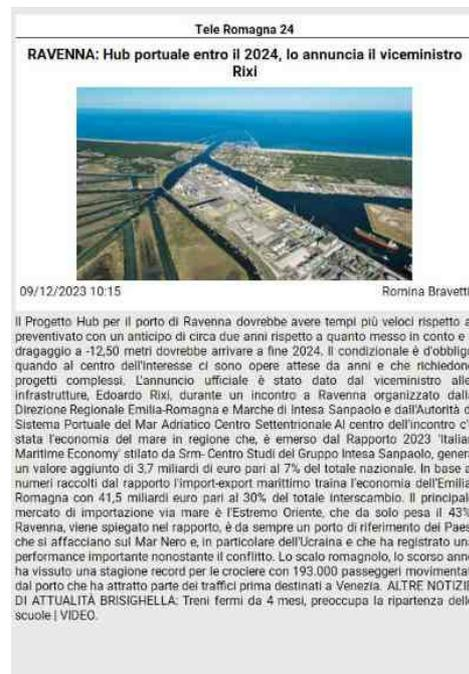 Tele Romagna 24
RAVENNA: Hub portuale entro il 2024, lo annuncia il viceministro
Rixi
09/12/2023 10:15
Romina Bravetti
Il Progetto Hub per il porto di Ravenna dovrebbe avere tempi più veloci rispetto a
preventivato con un anticipo di circa due anni rispetto a quanto messo in conto e
dragaggio a -12,50 metri dovrebbe arrivare a fine 2024. Il condizionale è d'obblig
quando al centro dell'interesse ci sono opere attese da anni e che richiedono
progetti complessi. L'annuncio ufficiale è stato dato dal viceministro alle
infrastrutture, Edoardo Rixi, durante un incontro a Ravenna organizzato dall
Direzione Regionale Emilia-Romagna e Marche di Intesa Sanpaolo e dall'Autorità d
Sistema Portuale del Mar Adriatico Centro Settentrionale Al centro dell'incontro c'
stata l'economia del mare in regione che, è emerso dal Rapporto 2023 'Italian
Maritime Economy' stilato da Srm- Centro Studi del Gruppo Intesa Sanpaolo, gener
un valore aggiunto di 3,7 miliardi di euro pari al 7% del totale nazionale. In base a
numeri raccolti dal rapporto l'import-export marittimo traina l'economia dell'Emilia
Romagna con 41,5 miliardi euro pari al 30% del totale interscambio. Il principal
mercato di importazione via mare è l'Estremo Oriente, che da solo pesa il 43%
Ravenna, viene spiegato nel rapporto, è da sempre un porto di riferimento dei Paes
che si affacciano sul Mar Nero e, in particolare dell'Ucraina e che ha registrato un
performance importante nonostante il conflitto. Lo scalo romagnolo, lo scorso ann
ha vissuto una stagione record per le crociere con 193.000 passeggeri movimentat
dal porto che ha attratto parte dei traffici prima destinati a Venezia. ALTRE NOTIZIE
DI ATTUALITÀ BRISIGHELLA: Treni fermi da 4 mesi, preoccupa la ripartenza delle
scuole | VIDEO.